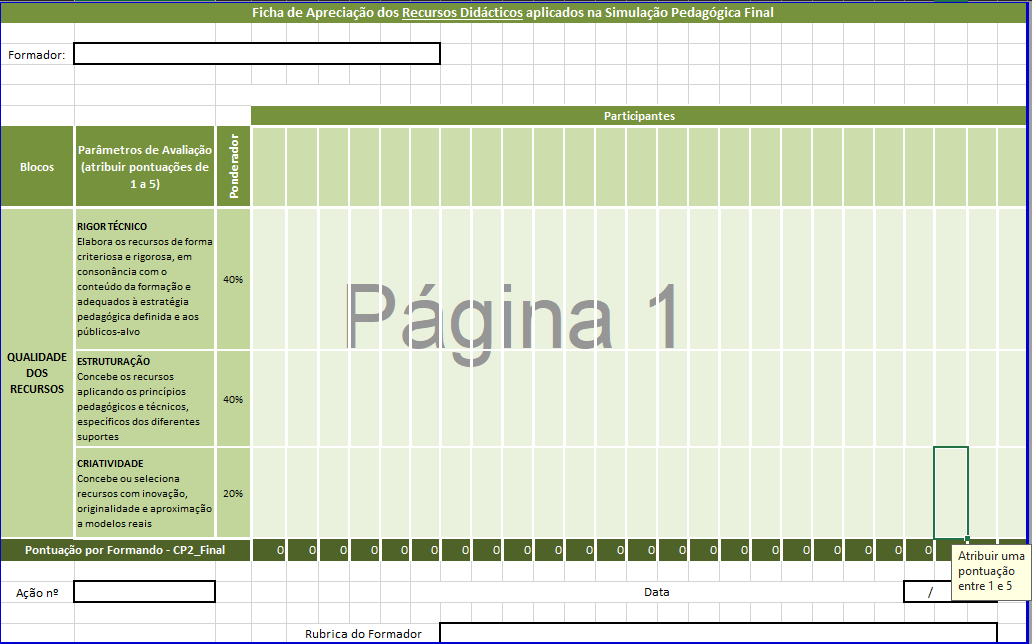 Ficha de Apreciação dos Recursos Didácticos aplicados na Simulação Pedagógica Final
Formador:
Participantes
Blocos
Parâmetros de Avaliação
(atribuir pontuações de
1 a 5)
Ponderador
QUALIDADE
DOS
RECURSOS
RIGOR TÉCNICO
Elabora os recursos de forma
criteriosa e rigorosa, em
consonância com o
conteúdo da formação e
adequados à estratégia
pedagógica definida e aos
públicos-alvo
40%
ESTRUTURAÇÃO
Concebe os recursos
aplicando os princípios
pedagógicos e técnicos,
específicos dos diferentes
suportes
40%
CRIATIVIDADE
Concebe ou seleciona
recursos com inovação,
originalidade e aproximação
a modelos reais
20%
Página 1
Pontuação por Formando - CP2_Final 0 0 0 0 0 0 0 0 0 0 0 0 0 0 0 0 0 0 0 0 0 0
Atribuir uma
pontuação
entre 1 e 5
Ação nº
Data
/
Rubrica do Formador